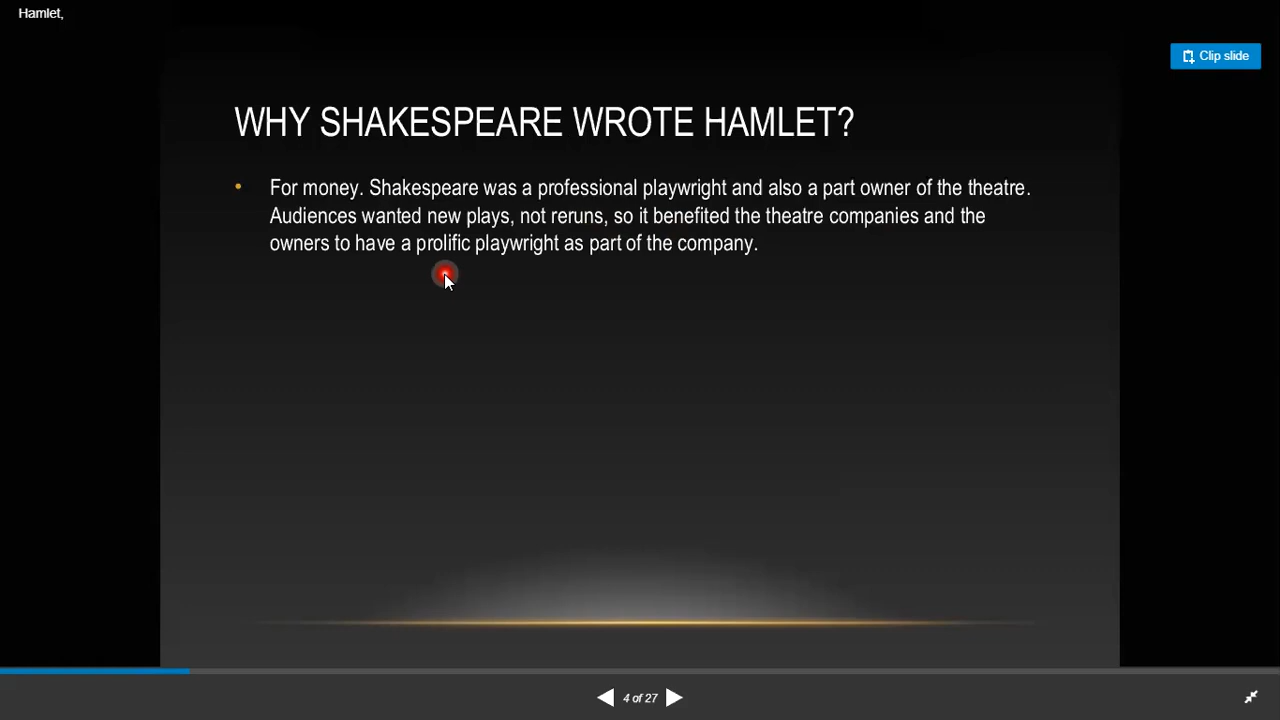 Hamlet,
Clip slide
WHY SHAKESPEARE WROTE HAMLET?
• For money. Shakespeare was a professional playwright and also a part owner of the theatre.
Audiences wanted new plays, not reruns, so it benefited the theatre companies and the
owners to have a prolific playwright as part of the company.
4 of 27